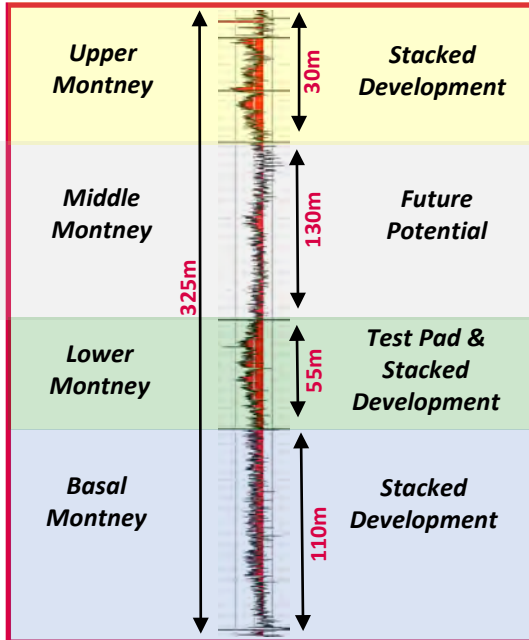 Upper
Montney
30m
Stacked
Development
Middle
Montney
130m
Future
Potential
325m
Lower
Montney
55m
Test Pad &
Stacked
Development
Basal
Montney
110m
Stacked
Development